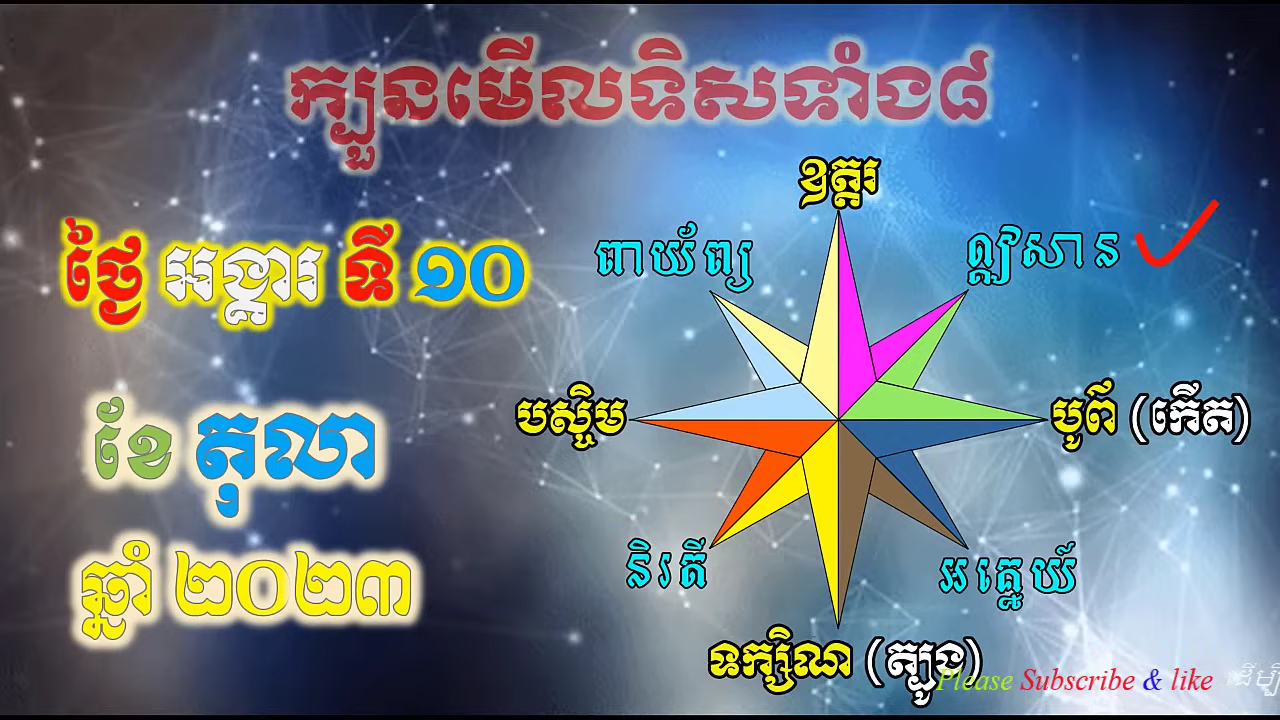 ក្បួនមើលទិសទាំង៨
ថ្ងៃ អង្គារ ទី ១០
ខែ តុលា
ឆ្នាំ ២០២៣
ឧត្តរ
ពាយ័ព្យ
ឦសាន
បស្ចិម
បូព៌ា (កើត)
និរតី
អគ្នេយ៍
ទក្សិណ (ត្បូង)
Please Subscribe & like ដើម្បី